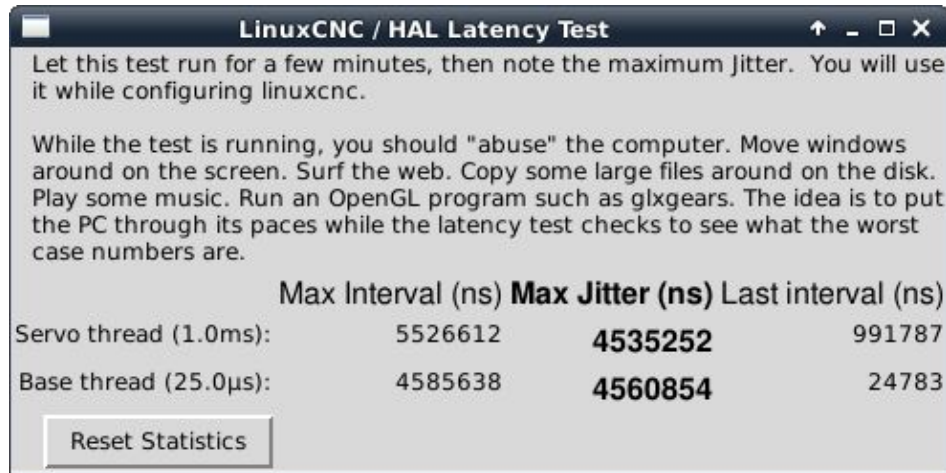 LinuxCNC / HAL Latency Test
Let this test run for a few minutes, then note the maximum Jitter. You will use
it while configuring linuxcnc.
While the test is running, you should "abuse" the computer. Move windows
around on the screen. Surf the web. Copy some large files around on the disk.
Play some music. Run an OpenGL program such as glxgears. The idea is to put
the PC through its paces while the latency test checks to see what the worst
case numbers are.
Max Interval (ns) Max Jitter (ns) Last interval (ns)
Servo thread (1.0ms): 5526612 4535252 991787
Base thread (25.0µs): 4585638 4560854 24783
Reset Statistics